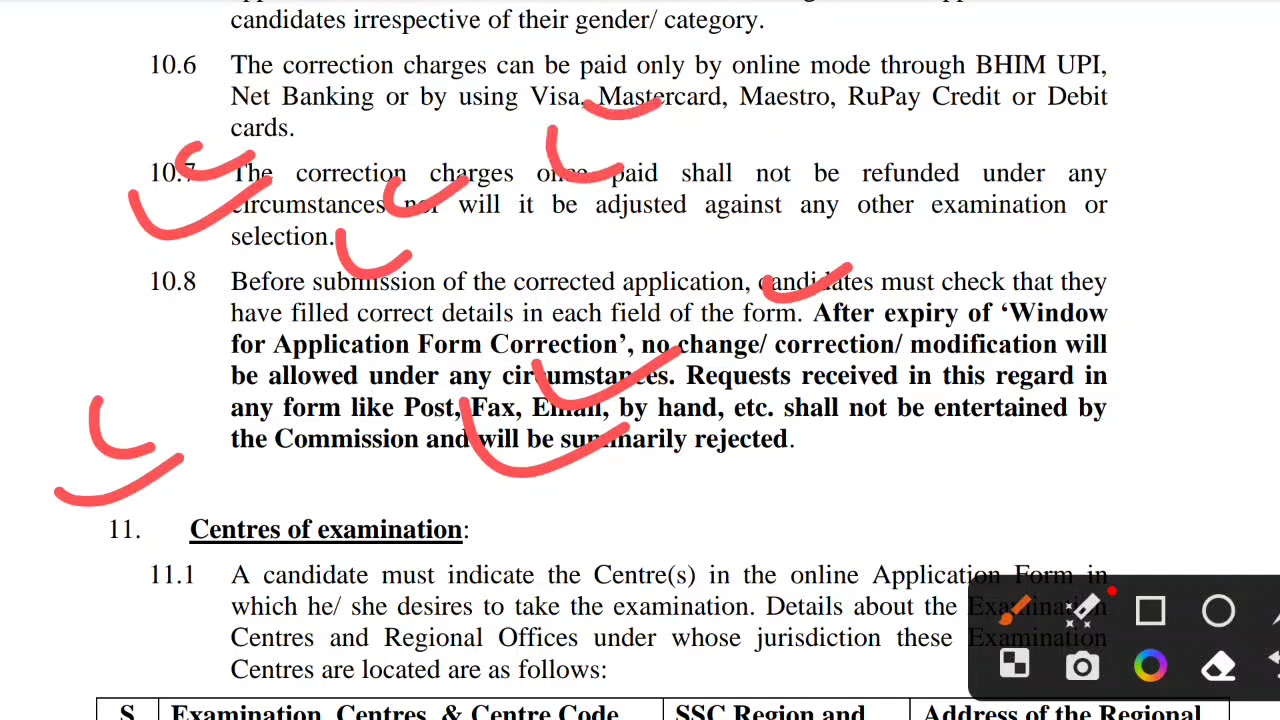 candidates irrespective of their gender/ category.
10.6 The correction charges can be paid only by online mode through BHIM UPI,
Net Banking or by using Visa, Mastercard, Maestro, RuPay Credit or Debit
cards.
10.7 The correction charges once paid shall not be refunded under any
circumstances nor will it be adjusted against any other examination or
selection.
10.8 Before submission of the corrected application, candidates must check that they
have filled correct details in each field of the form. After expiry of ‘Window
for Application Form Correction’, no change/ correction/ modification will
be allowed under any circumstances. Requests received in this regard in
any form like Post, Fax, Email, by hand, etc. shall not be entertained by
the Commission and will be summarily rejected.
11. Centres of examination:
11.1 A candidate must indicate the Centre(s) in the online Application Form in
which he/ she desires to take the examination. Details about the Examination
Centres and Regional Offices under whose jurisdiction these Examination
Centres are located are as follows:
S Examination Centres & Centre Code SSC Region and Address of the Regional